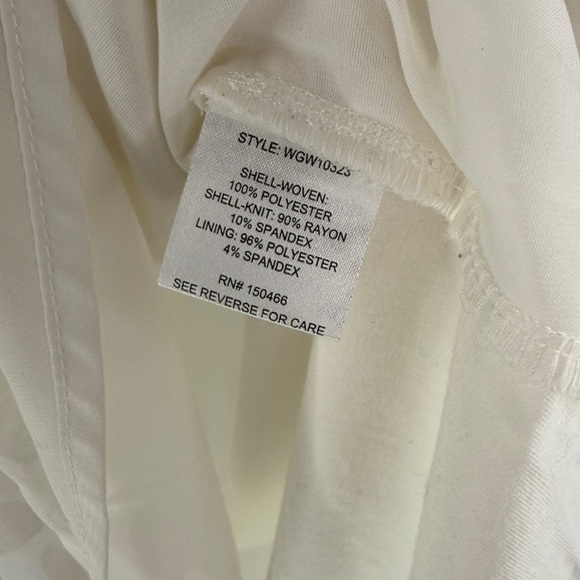 STYLE: WGW10323
SHELL-WOVEN:
100% POLYESTER
SHELL-KNIT: 90% RAYON
10% SPANDEX
LINING: 96% POLYESTER
4% SPANDEX
RN# 150466
SEE REVERSE FOR CARE